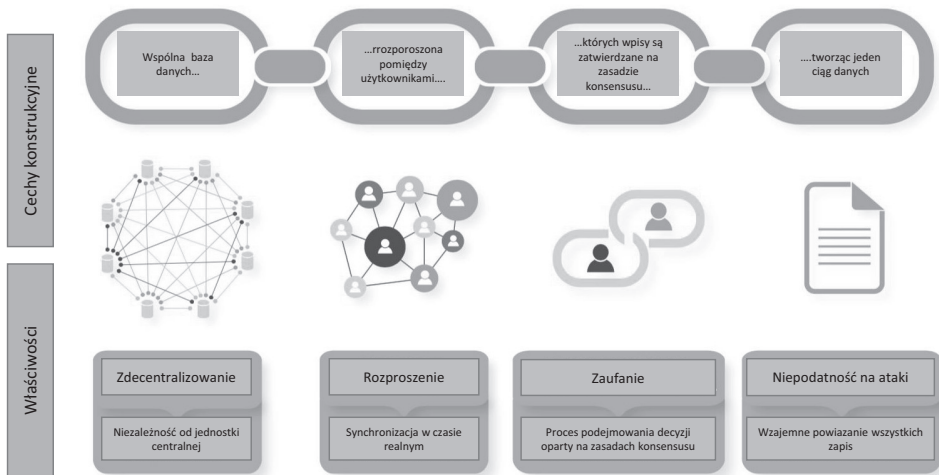 Cechy konstrukcyjne
Wspólna baza
danych...
...rrozporoszona
pomiędzy
użytkownikami....
...których wpisy są
zatwierdzane na
zasadzie
konsensusu...
....tworząc jeden
ciąg danych
Właściwości
Zdecentralizowanie
Niezależność od jednostki
centralnej
Rozproszenie
Synchronizacja w czasie
realnym
Zaufanie
Proces podejmowania decyzji
oparty na zasadach konsensusu
Niepodatność na ataki
Wzajemne powiazanie wszystkich
zapis